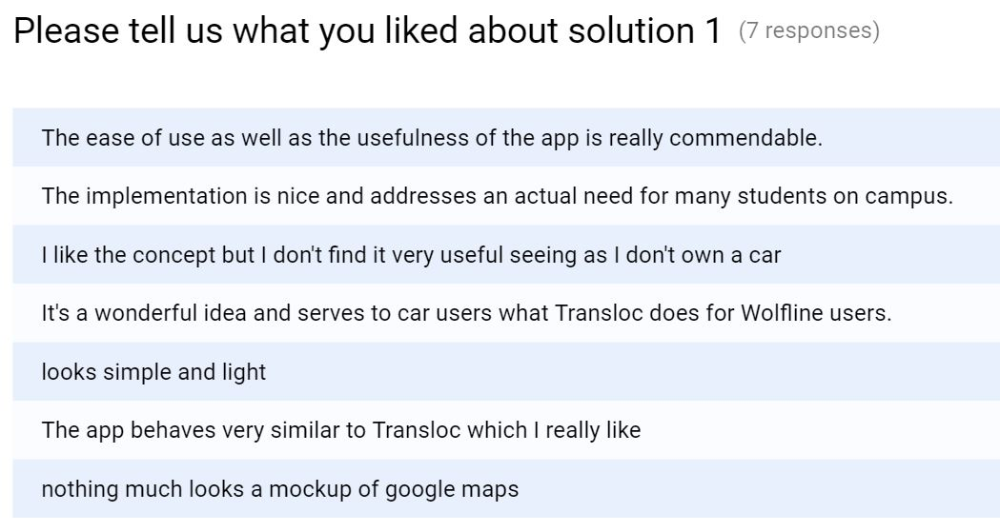 Please tell us what you liked about solution 1 (7 responses)
The ease of use as well as the usefulness of the app is really commendable.
The implementation is nice and addresses an actual need for many students on campus.
I like the concept but I don't find it very useful seeing as I don't own a car
It's a wonderful idea and serves to car users what Transloc does for Wolfline users.
looks simple and light
The app behaves very similar to Transloc which I really like
nothing much looks a mockup of google maps